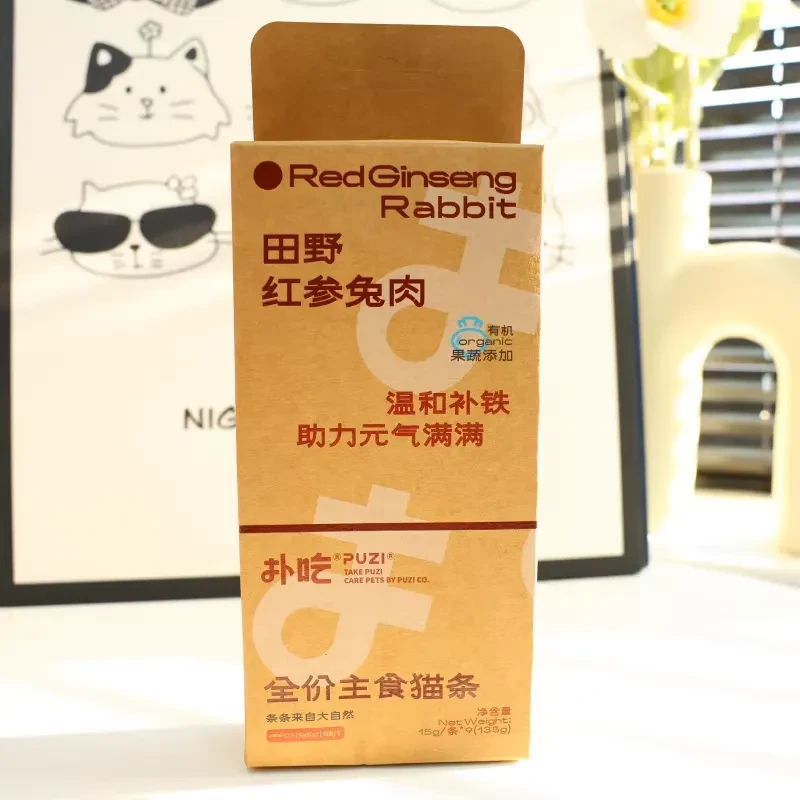 Red Ginseng
Rabbit
田野
红参兔肉
有机
organic
果蔬添加
温和补铁
助力元气满满
NIG
扑吃®PUZI®
TAKE PUZI
CARE PETS BY PUZI CO.
全价主食猫条
条条来自大自然
净含量
Net Weight:
15g/条*9(135g)